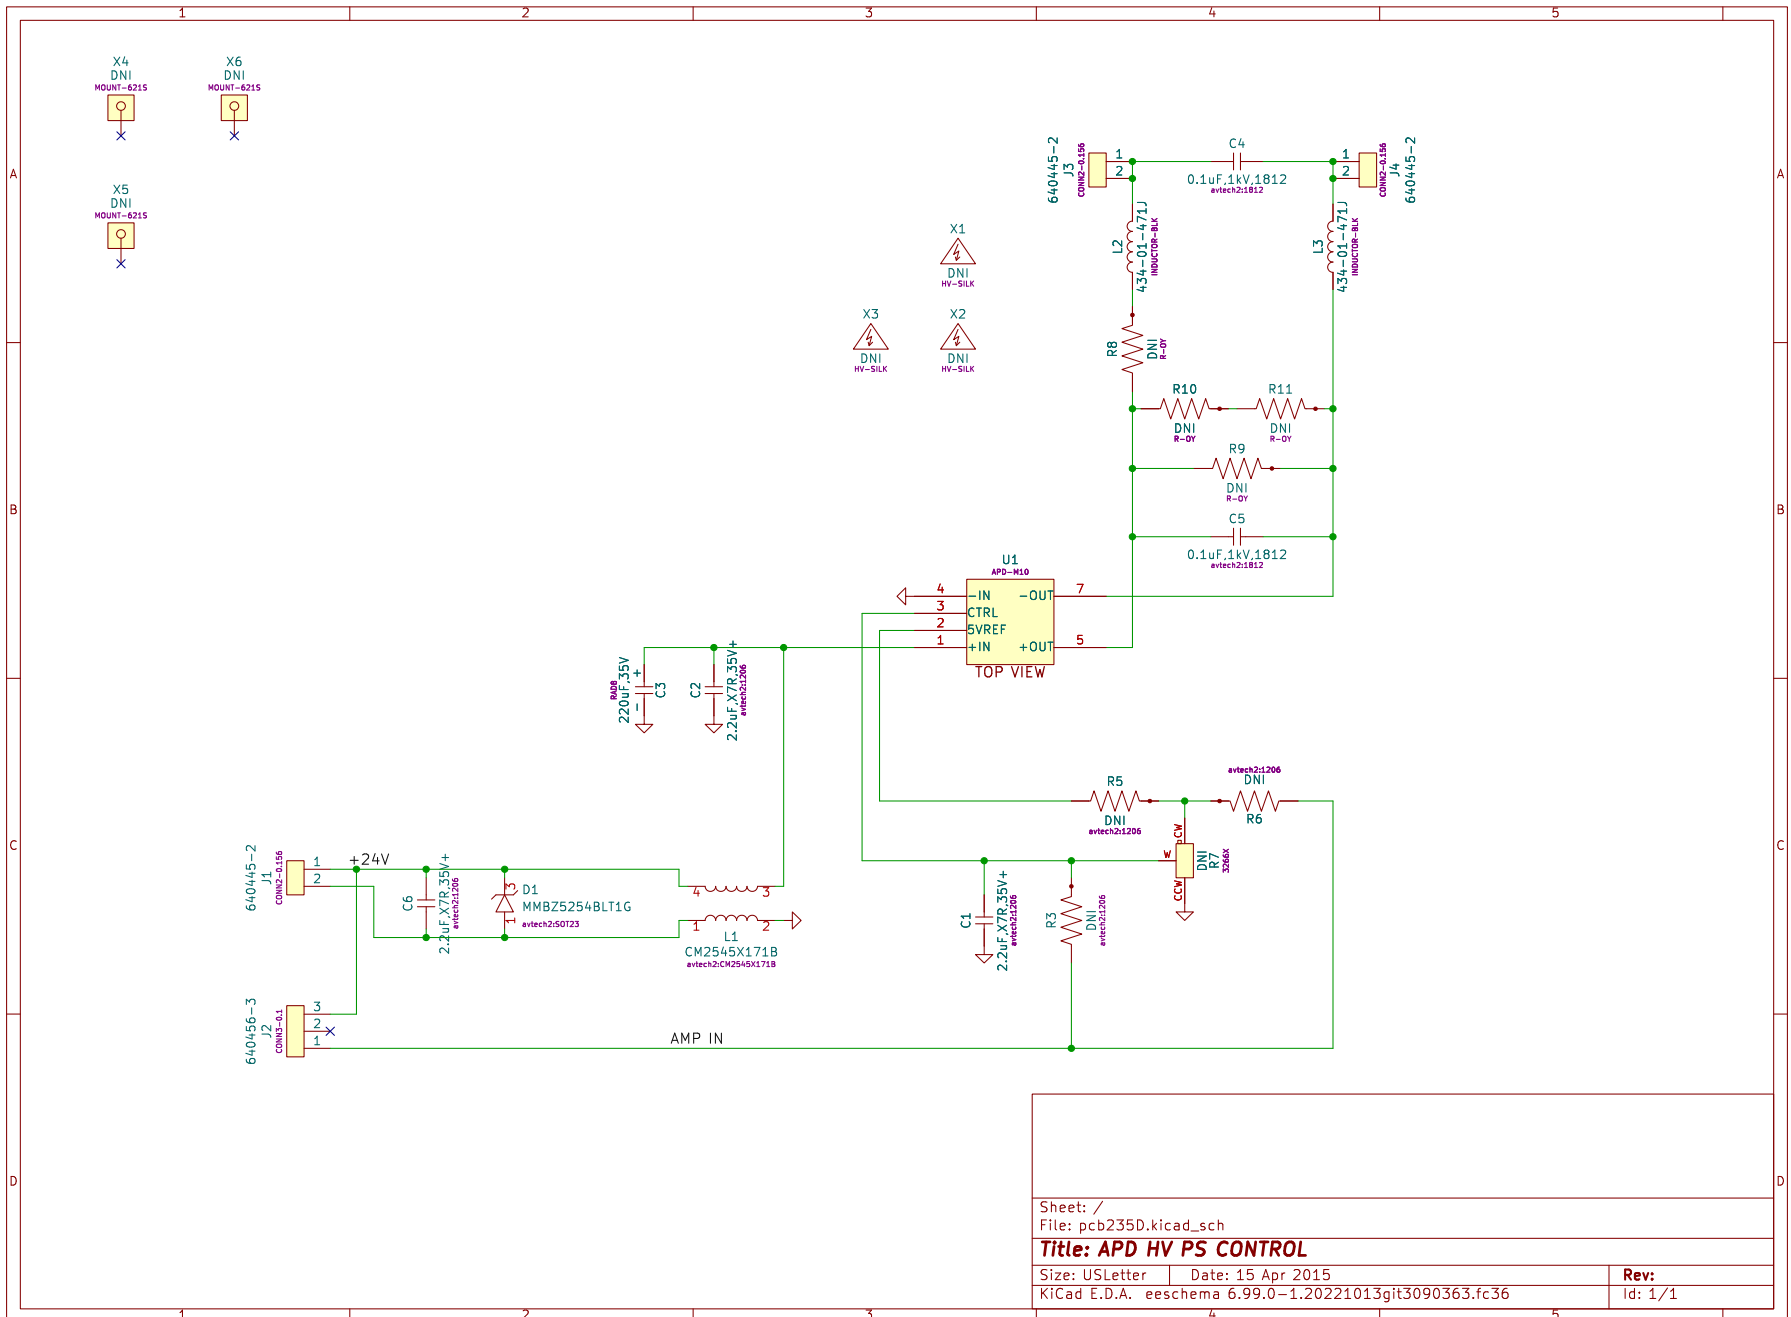 1 2 3 4 5
X4
DNI
MOUNT-6215
X6
DNI
MOUNT-6215
X5
DNI
MOUNT-6215
A
A
640445-2
J3
CONN2-0.156
1
2
C4
0.1uF,1kV,1812
avtech2:1812
1
2
CONN2-0.156
J4
640445-2
X1
DNI
HV-SILK
L2
434-01-471J
INDUCTOR-BLK
L3
434-01-471J
INDUCTOR-BLK
X3
DNI
HV-SILK
X2
DNI
HV-SILK
R8
DNI
R-OY
R10
DNI
R-OY
R11
DNI
R-OY
R9
DNI
R-OY
B
B
C5
0.1uF,1kV,1812
avtech2:1812
U1
APD-M10
4 -IN -OUT 7
3 CTRL
2 5VREF
1 +IN +OUT 5
TOP VIEW
RAD8
220uF,35V
+
-
C3
C2
2.2uF,X7R,35V+
avtech2:1206
R5
DNI
avtech2:1206
avtech2:1206
DNI
R6
C
C
CW
W
CCW
DNI
R7
3266X
640445-2
J1
CONN2-0.156
1
2
+24V
C6
2.2uF,X7R,35V+
avtech2:1206
3
1
D1
MMBZ5254BLT1G
avtech2:SOT23
4 3
1 2
L1
CM2545X171B
avtech2:CM2545X171B
C1
2.2uF,X7R,35V+
avtech2:1206
R3
DNI
avtech2:1206
640456-3
J2
CONN3-0.1
3
2
1
AMP IN
D
D
Sheet: /
File: pcb235D.kicad_sch
Title: APD HV PS CONTROL
Size: USLetter Date: 15 Apr 2015 Rev:
KiCad E.D.A. eeschema 6.99.0-1.20221013git3090363.fc36 Id: 1/1
1 2 3 4 5